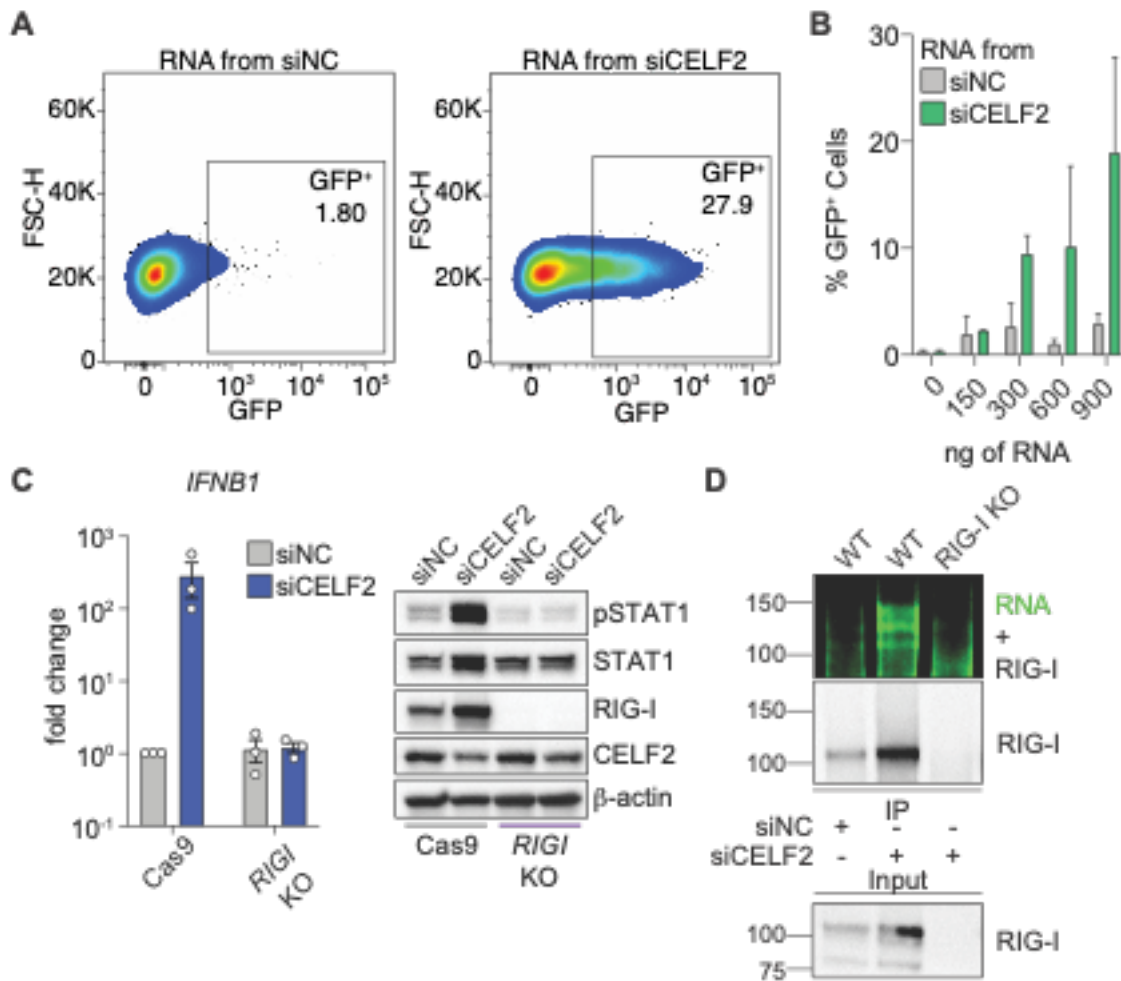 A
RNA from siNC
RNA from siCELF2
60K
40K
20K
0
FSC-H
GFP+
1.80
0 10³ 10⁴ 10⁵
GFP
60K
40K
20K
0
FSC-H
GFP+
27.9
0 10³ 10⁴ 10⁵
GFP
B
30
20
10
0
% GFP+ Cells
RNA from
siNC
siCELF2
0 150 300 600 900
ng of RNA
C
IFNB1
10³
10²
10¹
10⁰
10⁻¹
fold change
siNC
siCELF2
Cas9
RIGI
KO
siNC siCELF2 siNC siCELF2
pSTAT1
STAT1
RIG-I
CELF2
β-actin
Cas9 RIGI
KO
D
WT WT RIG-I KO
150
100
RNA
+
RIG-I
150
100
RIG-I
IP
siNC + - -
siCELF2 - + +
Input
100
75
RIG-I